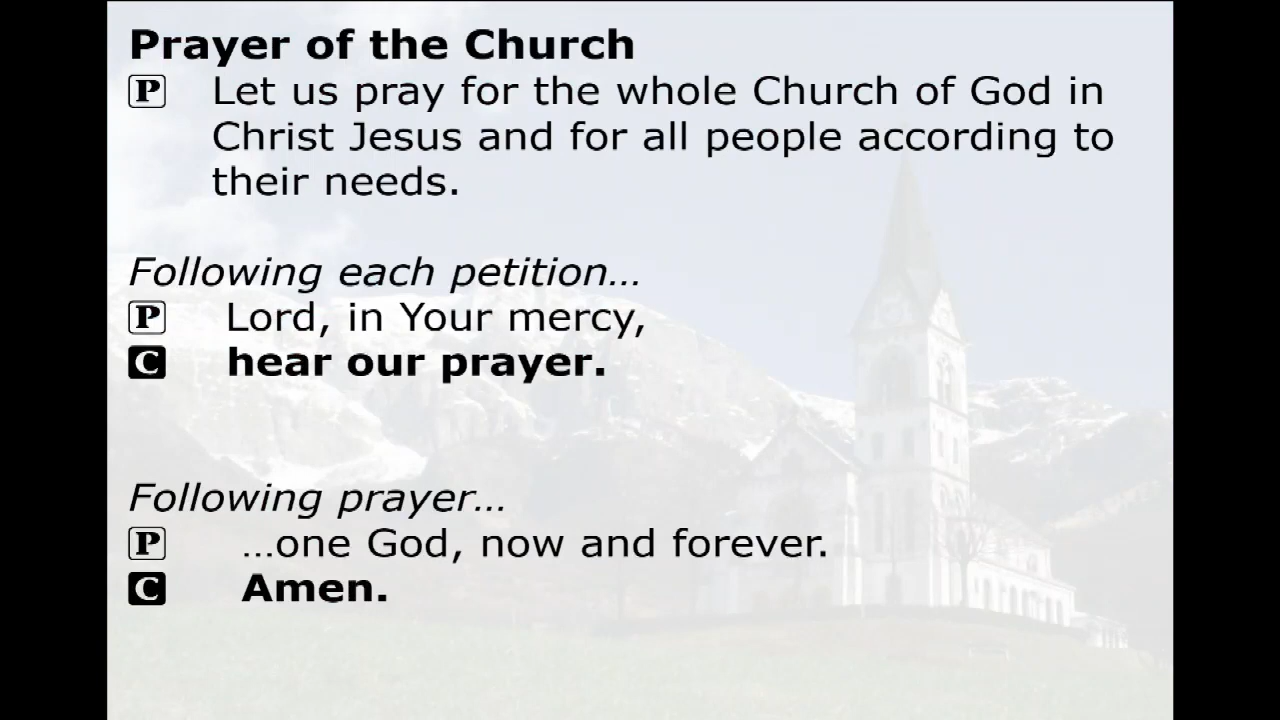 Prayer of the Church
P Let us pray for the whole Church of God in
Christ Jesus and for all people according to
their needs.
Following each petition…
P Lord, in Your mercy,
C hear our prayer.
Following prayer…
P …one God, now and forever.
C Amen.